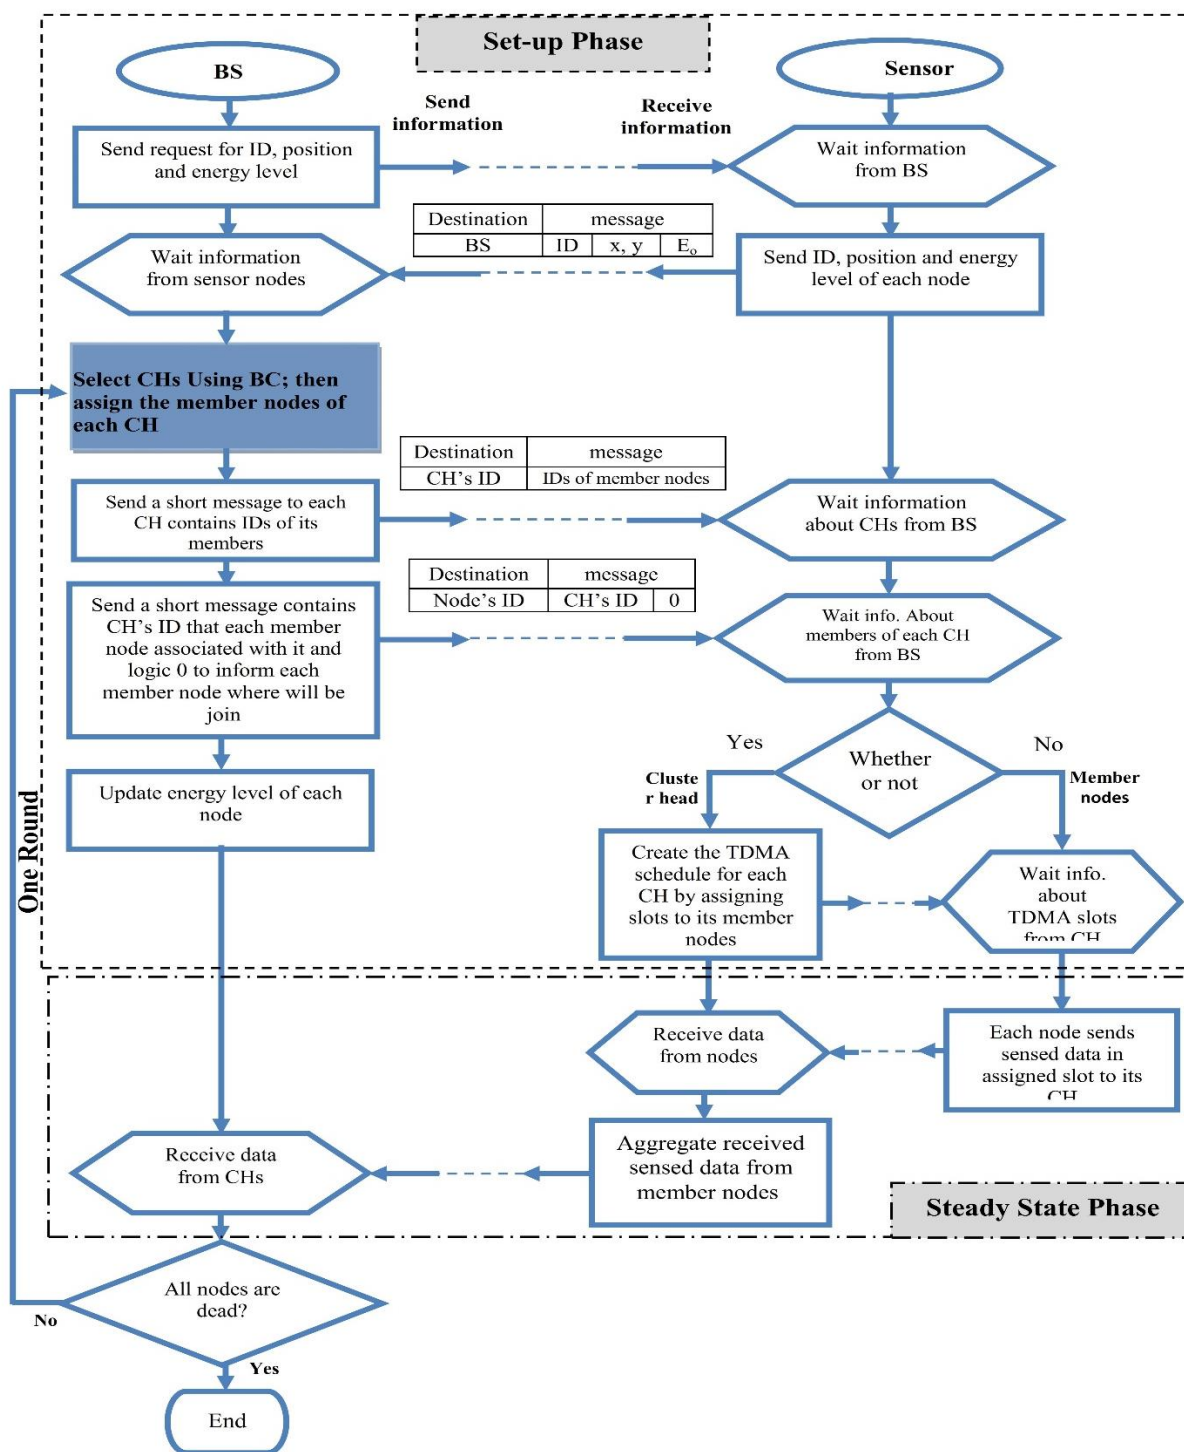 Set-up Phase
BS
Sensor
Send
information
Receive
information
Send request for ID, position
and energy level
Wait information
from BS
Destination message
BS ID x, y Eo
Wait information
from sensor nodes
Send ID, position and energy
level of each node
Select CHs Using BC; then
assign the member nodes of
each CH
Destination message
CH's ID IDs of member nodes
Send a short message to each
CH contains IDs of its
members
Wait information
about CHs from BS
Destination message
Node's ID CH's ID 0
Send a short message contains
CH's ID that each member
node associated with it and
logic 0 to inform each
member node where will be
join
Wait info. About
members of each CH
from BS
Yes
No
Whether
or not
Cluste
r head
Member
nodes
Update energy level of each
node
One Round
Create the TDMA
schedule for each
CH by assigning
slots to its member
nodes
Wait info.
about
TDMA slots
from CH
Receive data
from nodes
Each node sends
sensed data in
assigned slot to its
CH
Receive data
from CHs
Aggregate received
sensed data from
member nodes
Steady State Phase
All nodes are
dead?
No
Yes
End